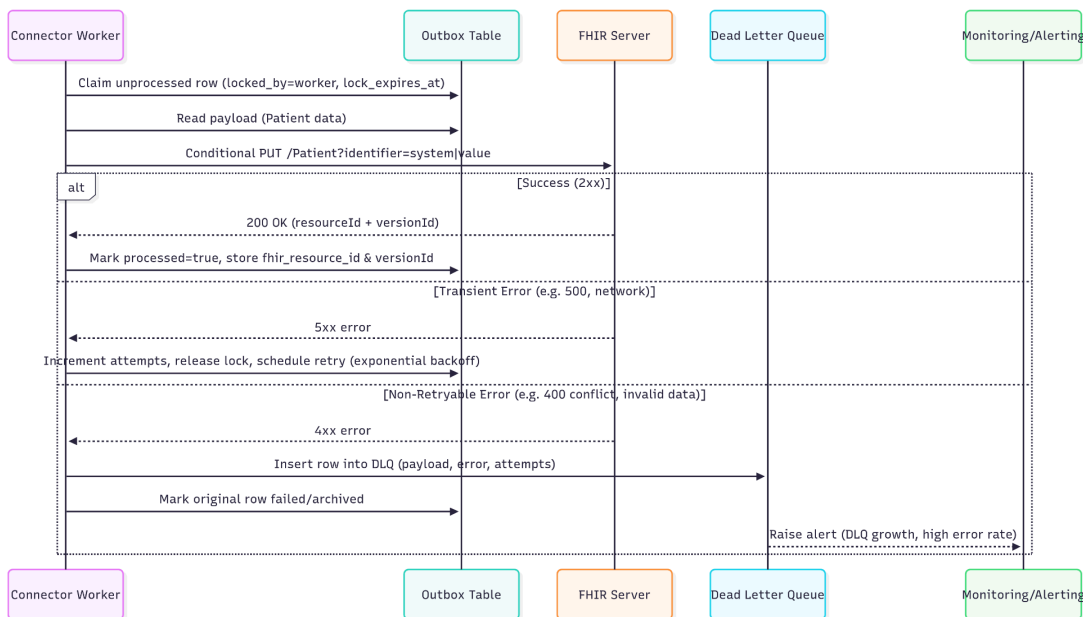 Connector Worker
Outbox Table
FHIR Server
Dead Letter Queue
Monitoring/Alerting
Claim unprocessed row (locked_by=worker, lock_expires_at)
Read payload (Patient data)
Conditional PUT /Patient?identifier=system|value
alt
[Success (2xx)]
200 OK (resourceId + versionId)
Mark processed=true, store fhir_resource_id & versionId
[Transient Error (e.g. 500, network)]
5xx error
Increment attempts, release lock, schedule retry (exponential backoff)
[Non-Retryable Error (e.g. 400 conflict, invalid data)]
4xx error
Insert row into DLQ (payload, error, attempts)
Mark original row failed/archived
Raise alert (DLQ growth, high error rate)
Connector Worker
Outbox Table
FHIR Server
Dead Letter Queue
Monitoring/Alerting